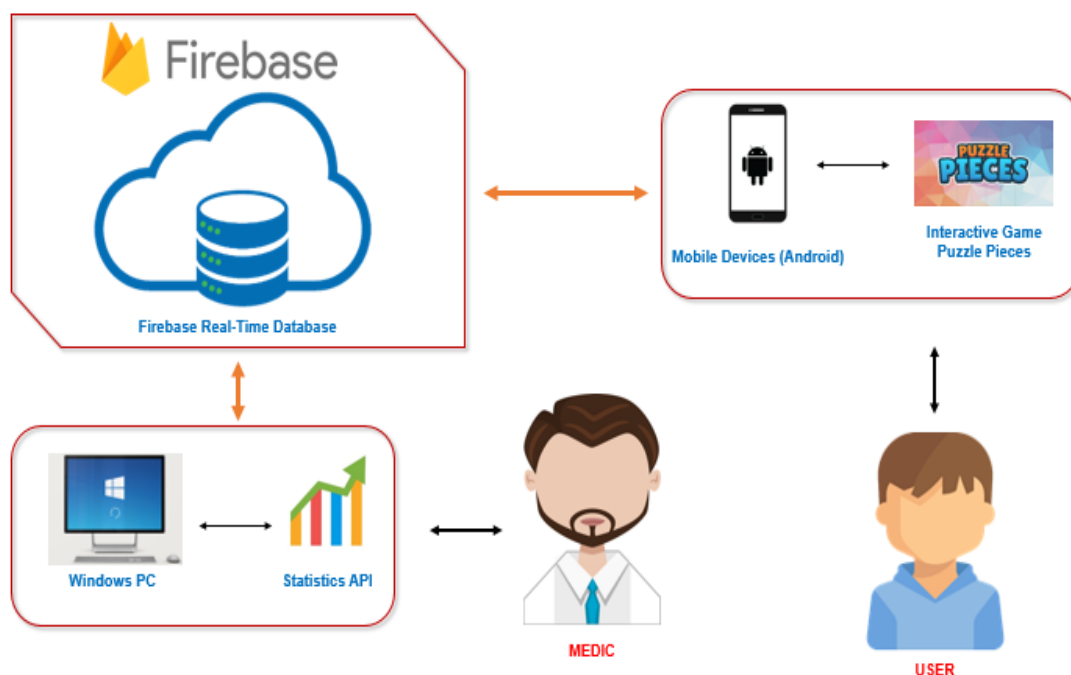 Firebase
Firebase Real-Time Database
PUZZLE
PIECES
Mobile Devices (Android)
Interactive Game
Puzzle Pieces
Windows PC
Statistics API
MEDIC
USER